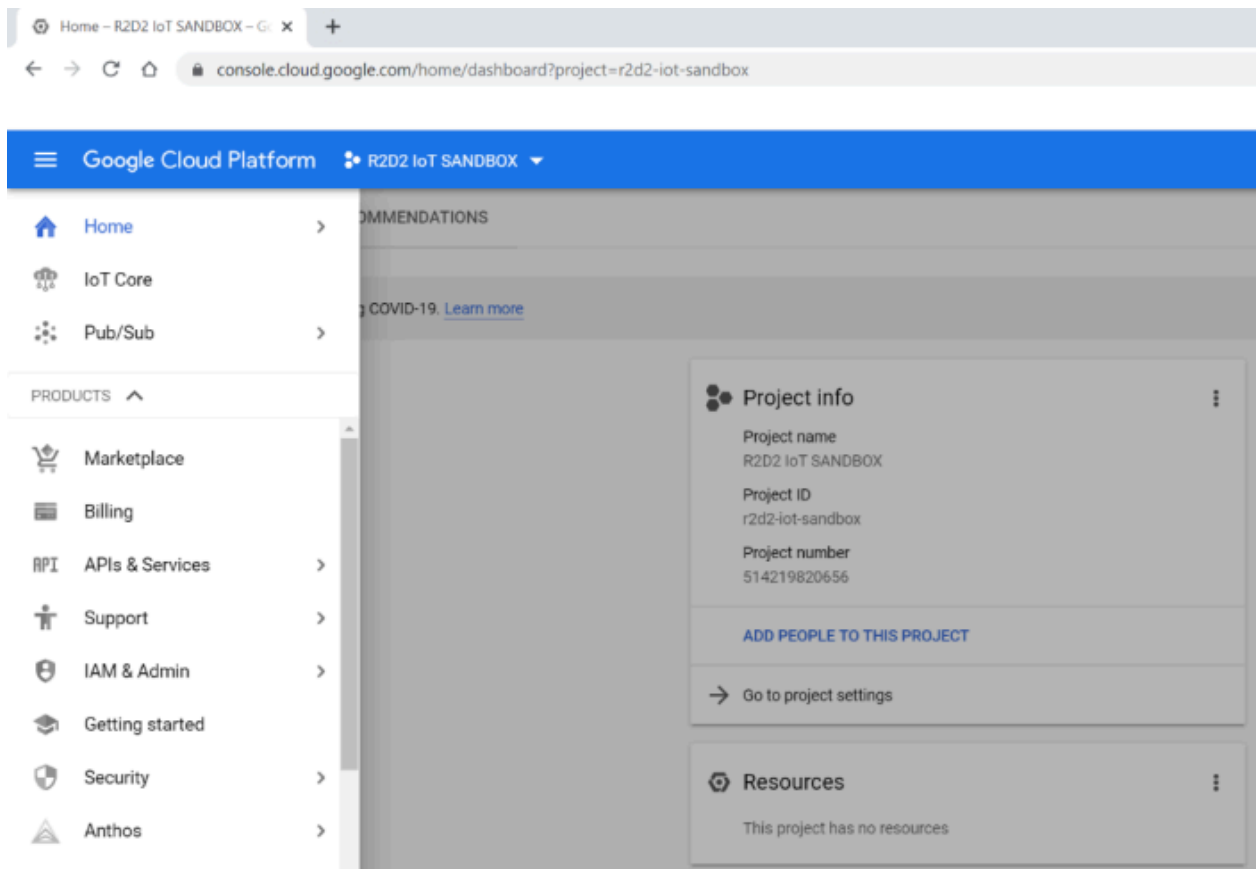 Home – R2D2 IoT SANDBOX – Go
console.cloud.google.com/home/dashboard?project=r2d2-iot-sandbox
Google Cloud Platform R2D2 IoT SANDBOX
Home
IoT Core
Pub/Sub
PRODUCTS
Marketplace
Billing
API APIs & Services
Support
IAM & Admin
Getting started
Security
Anthos
OMMENDATIONS
g COVID-19. Learn more
Project info
Project name
R2D2 IoT SANDBOX
Project ID
r2d2-iot-sandbox
Project number
514219820656
ADD PEOPLE TO THIS PROJECT
Go to project settings
Resources
This project has no resources